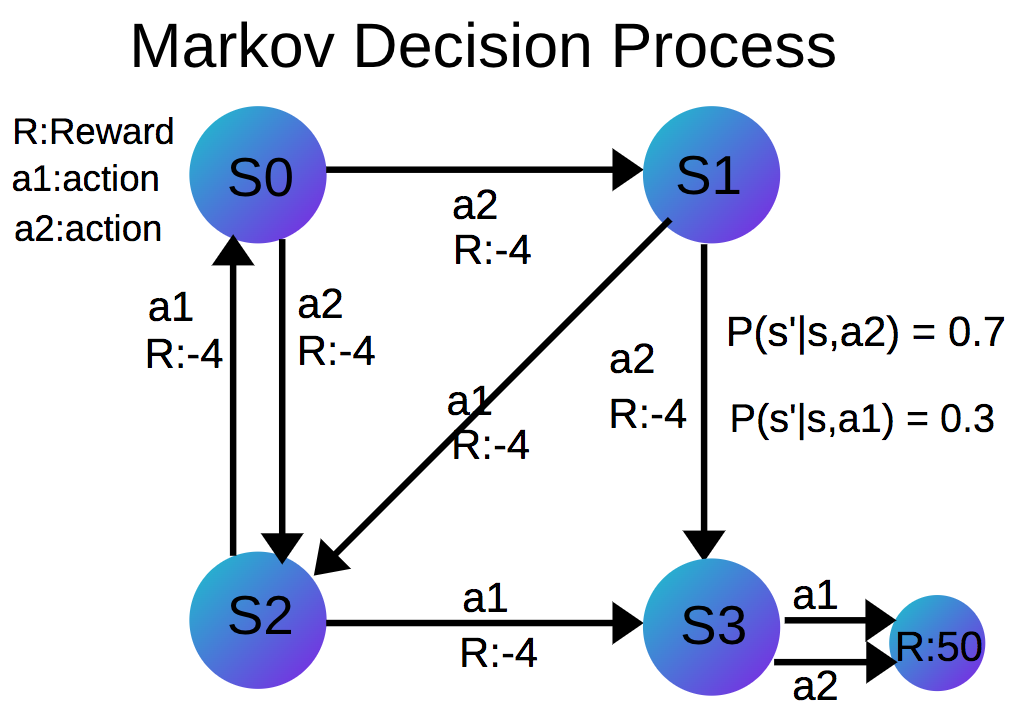 Markov Decision Process
R:Reward
a1:action
a2:action
S0
S1
a2
R:-4
a1
R:-4
a2
R:-4
a1
R:-4
a2
R:-4
P(s'|s,a2) = 0.7
P(s'|s,a1) = 0.3
S2
a1
R:-4
S3
a1
a2
R:50